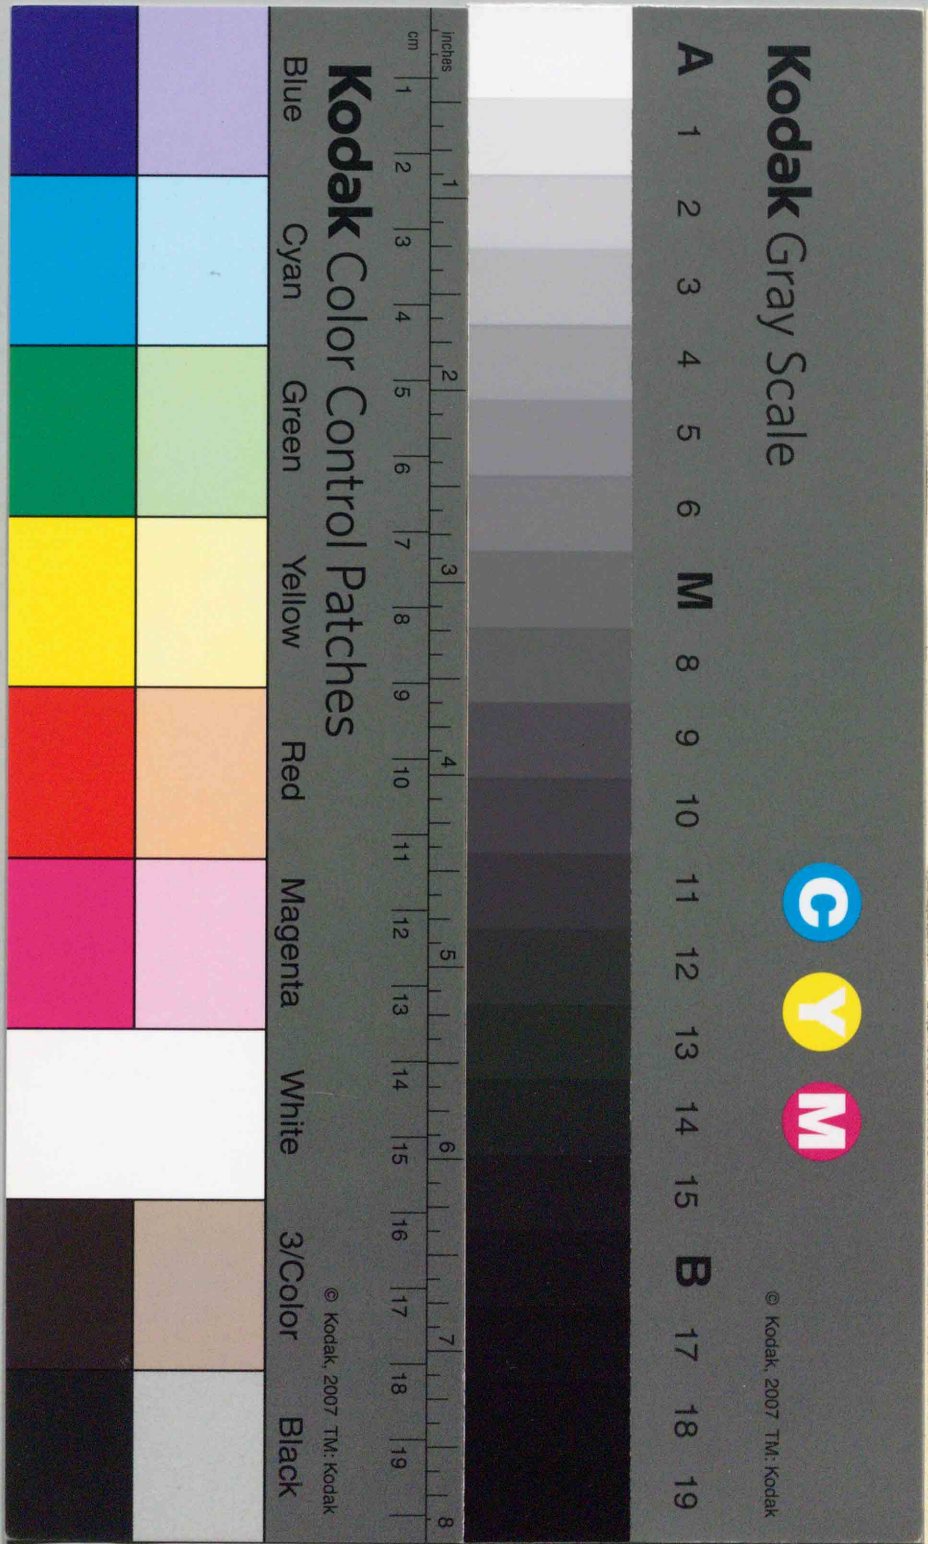 Kodak Gray Scale
C Y M
© Kodak, 2007 TM: Kodak
A 1 2 3 4 5 6 M 8 9 10 11 12 13 14 15 B 17 18 19
inches 1 2 3 4 5 6 7 8
cm 1 2 3 4 5 6 7 8 9 10 11 12 13 14 15 16 17 18 19
Kodak Color Control Patches
© Kodak, 2007 TM: Kodak
Blue Cyan Green Yellow Red Magenta White 3/Color Black